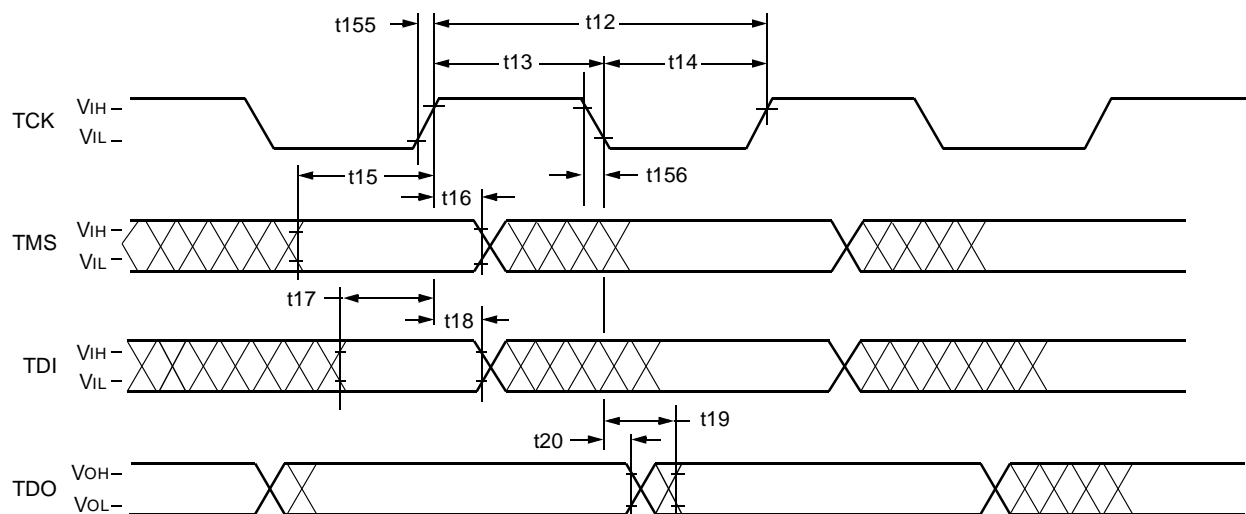 t155
t12
t13
t14
TCK
VIH
VIL
t15
t156
t16
TMS
VIH
VIL
t17
t18
TDI
VIH
VIL
t19
t20
TDO
VOH
VOL